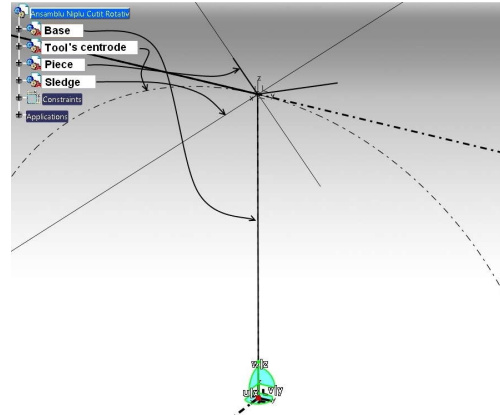 Ansamblu Niplu Cutit Rotativ
Base
Tool's centrode
Piece
Sledge
Constraints
Applications
z
x
z z
y